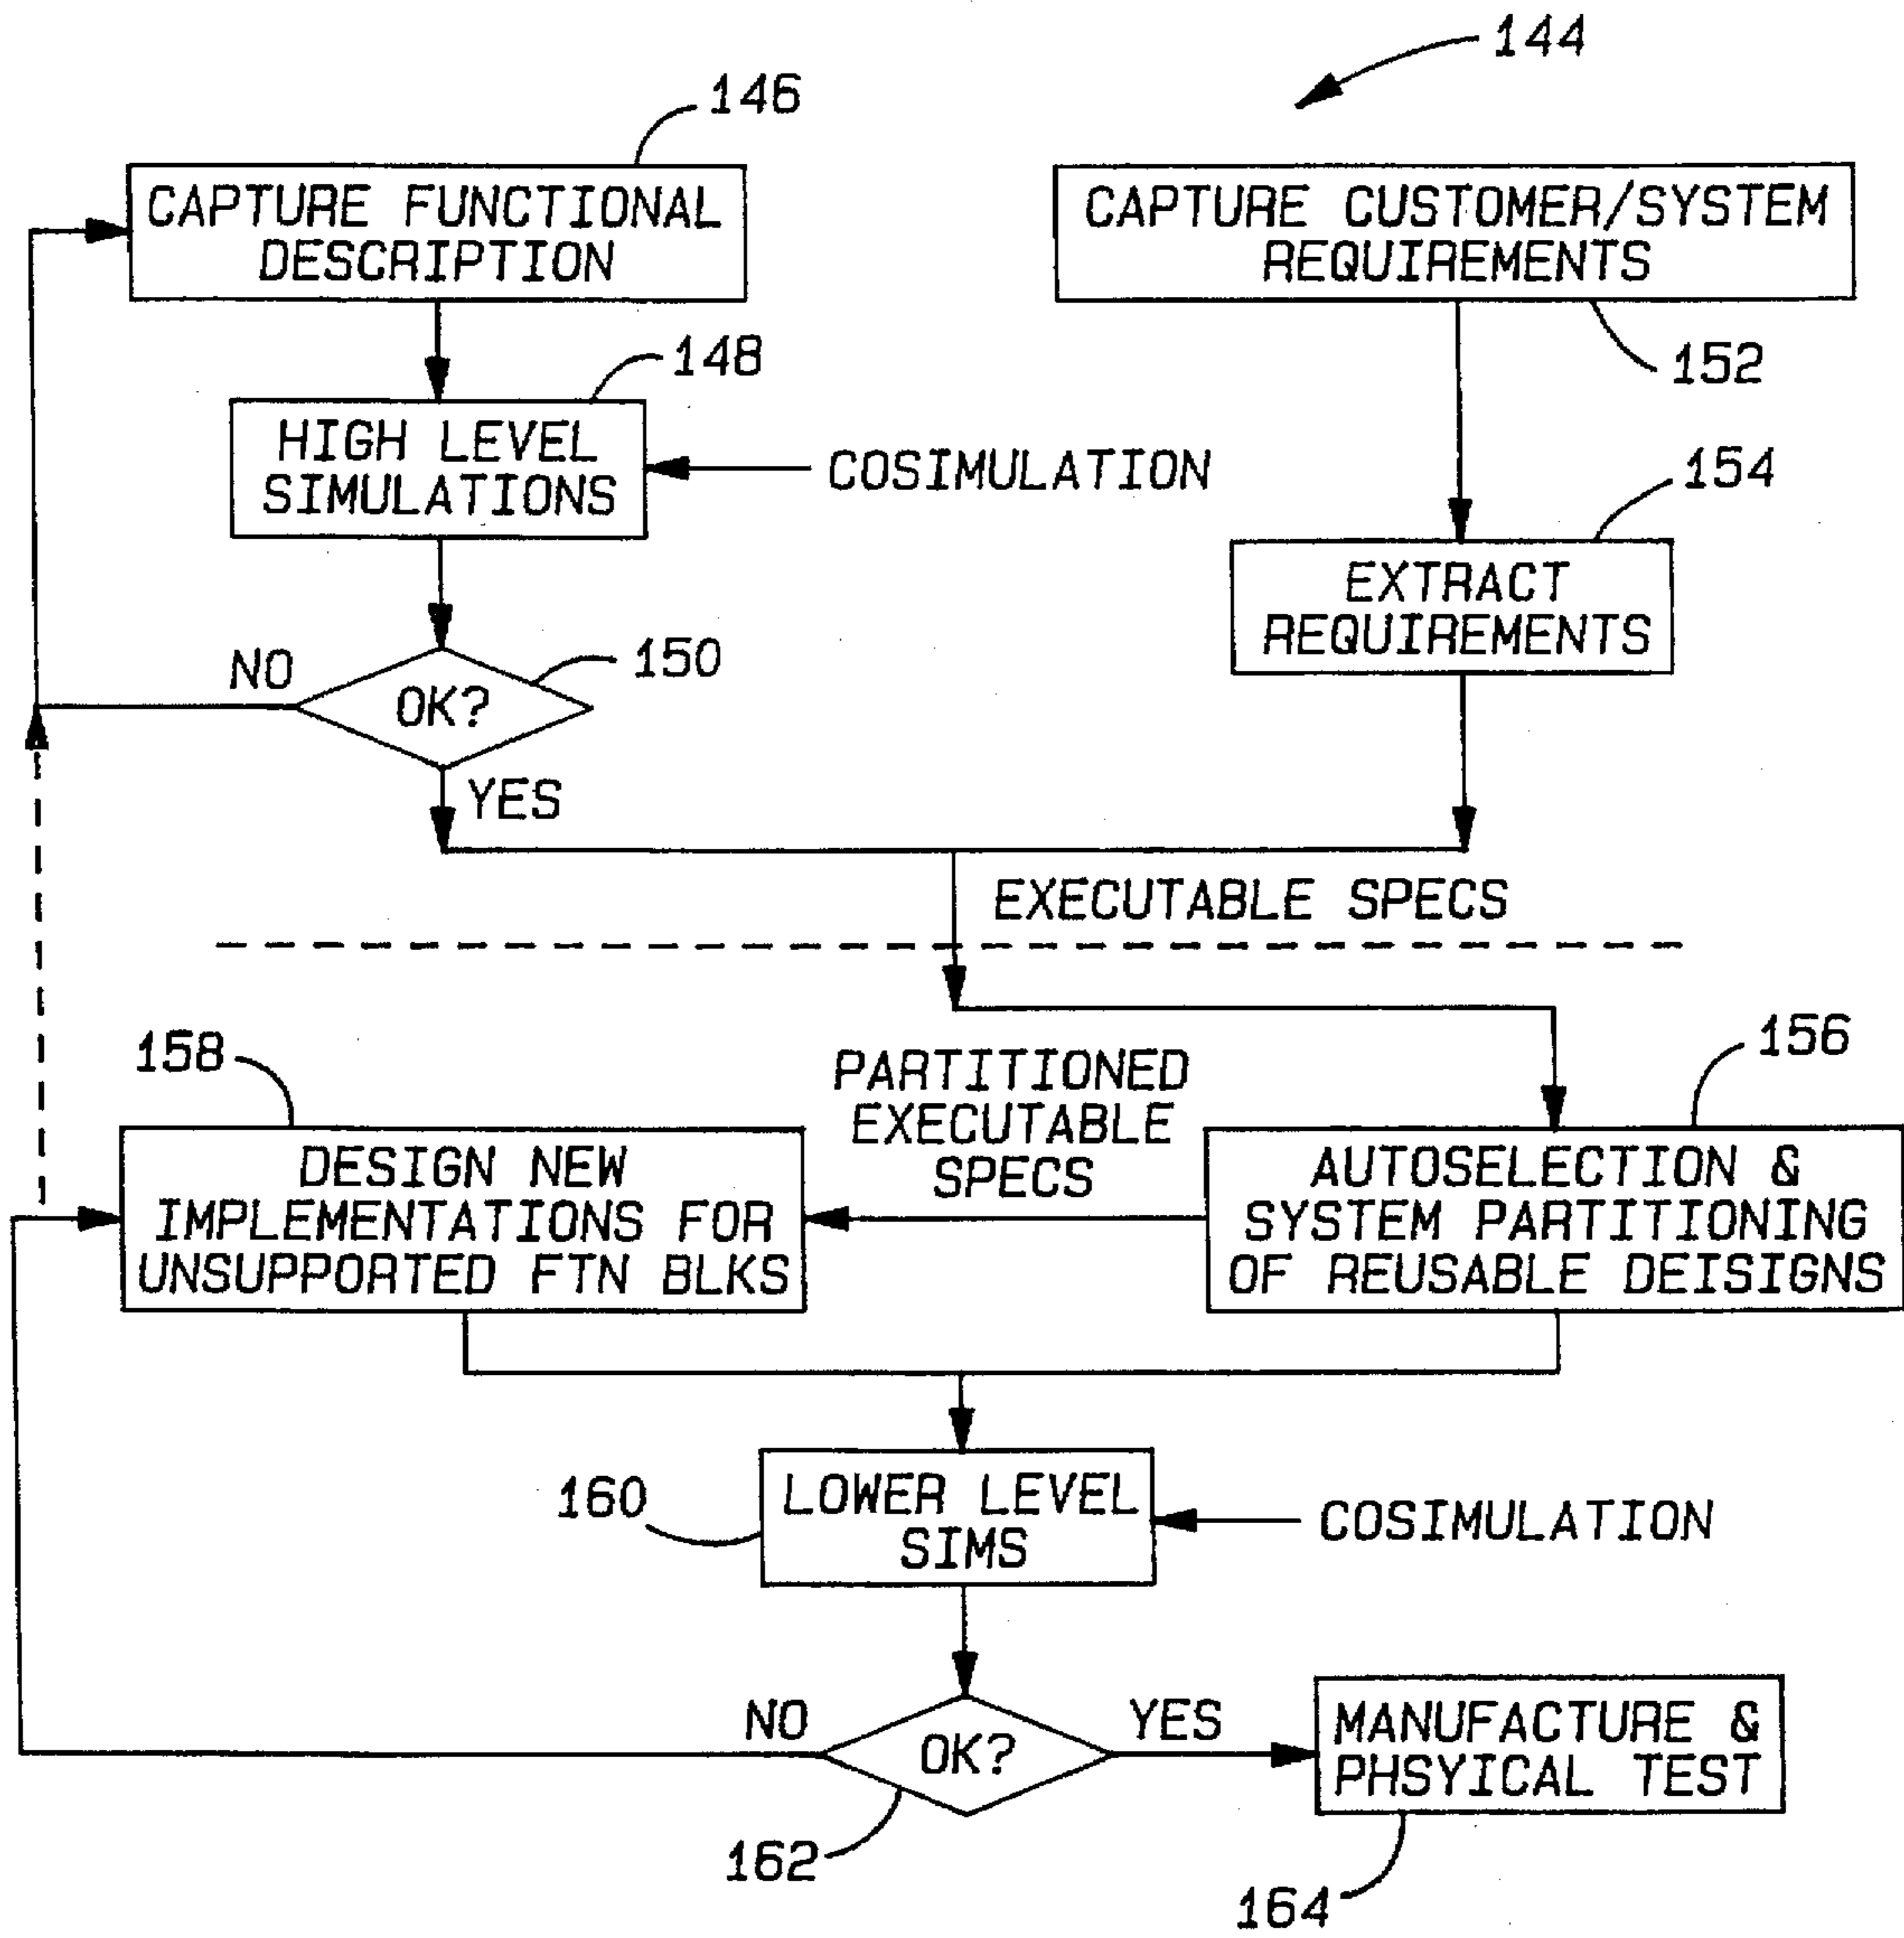 144
146
CAPTURE FUNCTIONAL
DESCRIPTION
CAPTURE CUSTOMER/SYSTEM
REQUIREMENTS
148
152
HIGH LEVEL
SIMULATIONS
COSIMULATION
154
EXTRACT
REQUIREMENTS
NO
150
OK?
YES
EXECUTABLE SPECS
158
PARTITIONED
EXECUTABLE
SPECS
156
DESIGN NEW
IMPLEMENTATIONS FOR
UNSUPPORTED FTN BLKS
AUTOSELECTION &
SYSTEM PARTITIONING
OF REUSABLE DEISIGNS
160
LOWER LEVEL
SIMS
COSIMULATION
NO
OK?
YES
MANUFACTURE &
PHSYICAL TEST
162
164